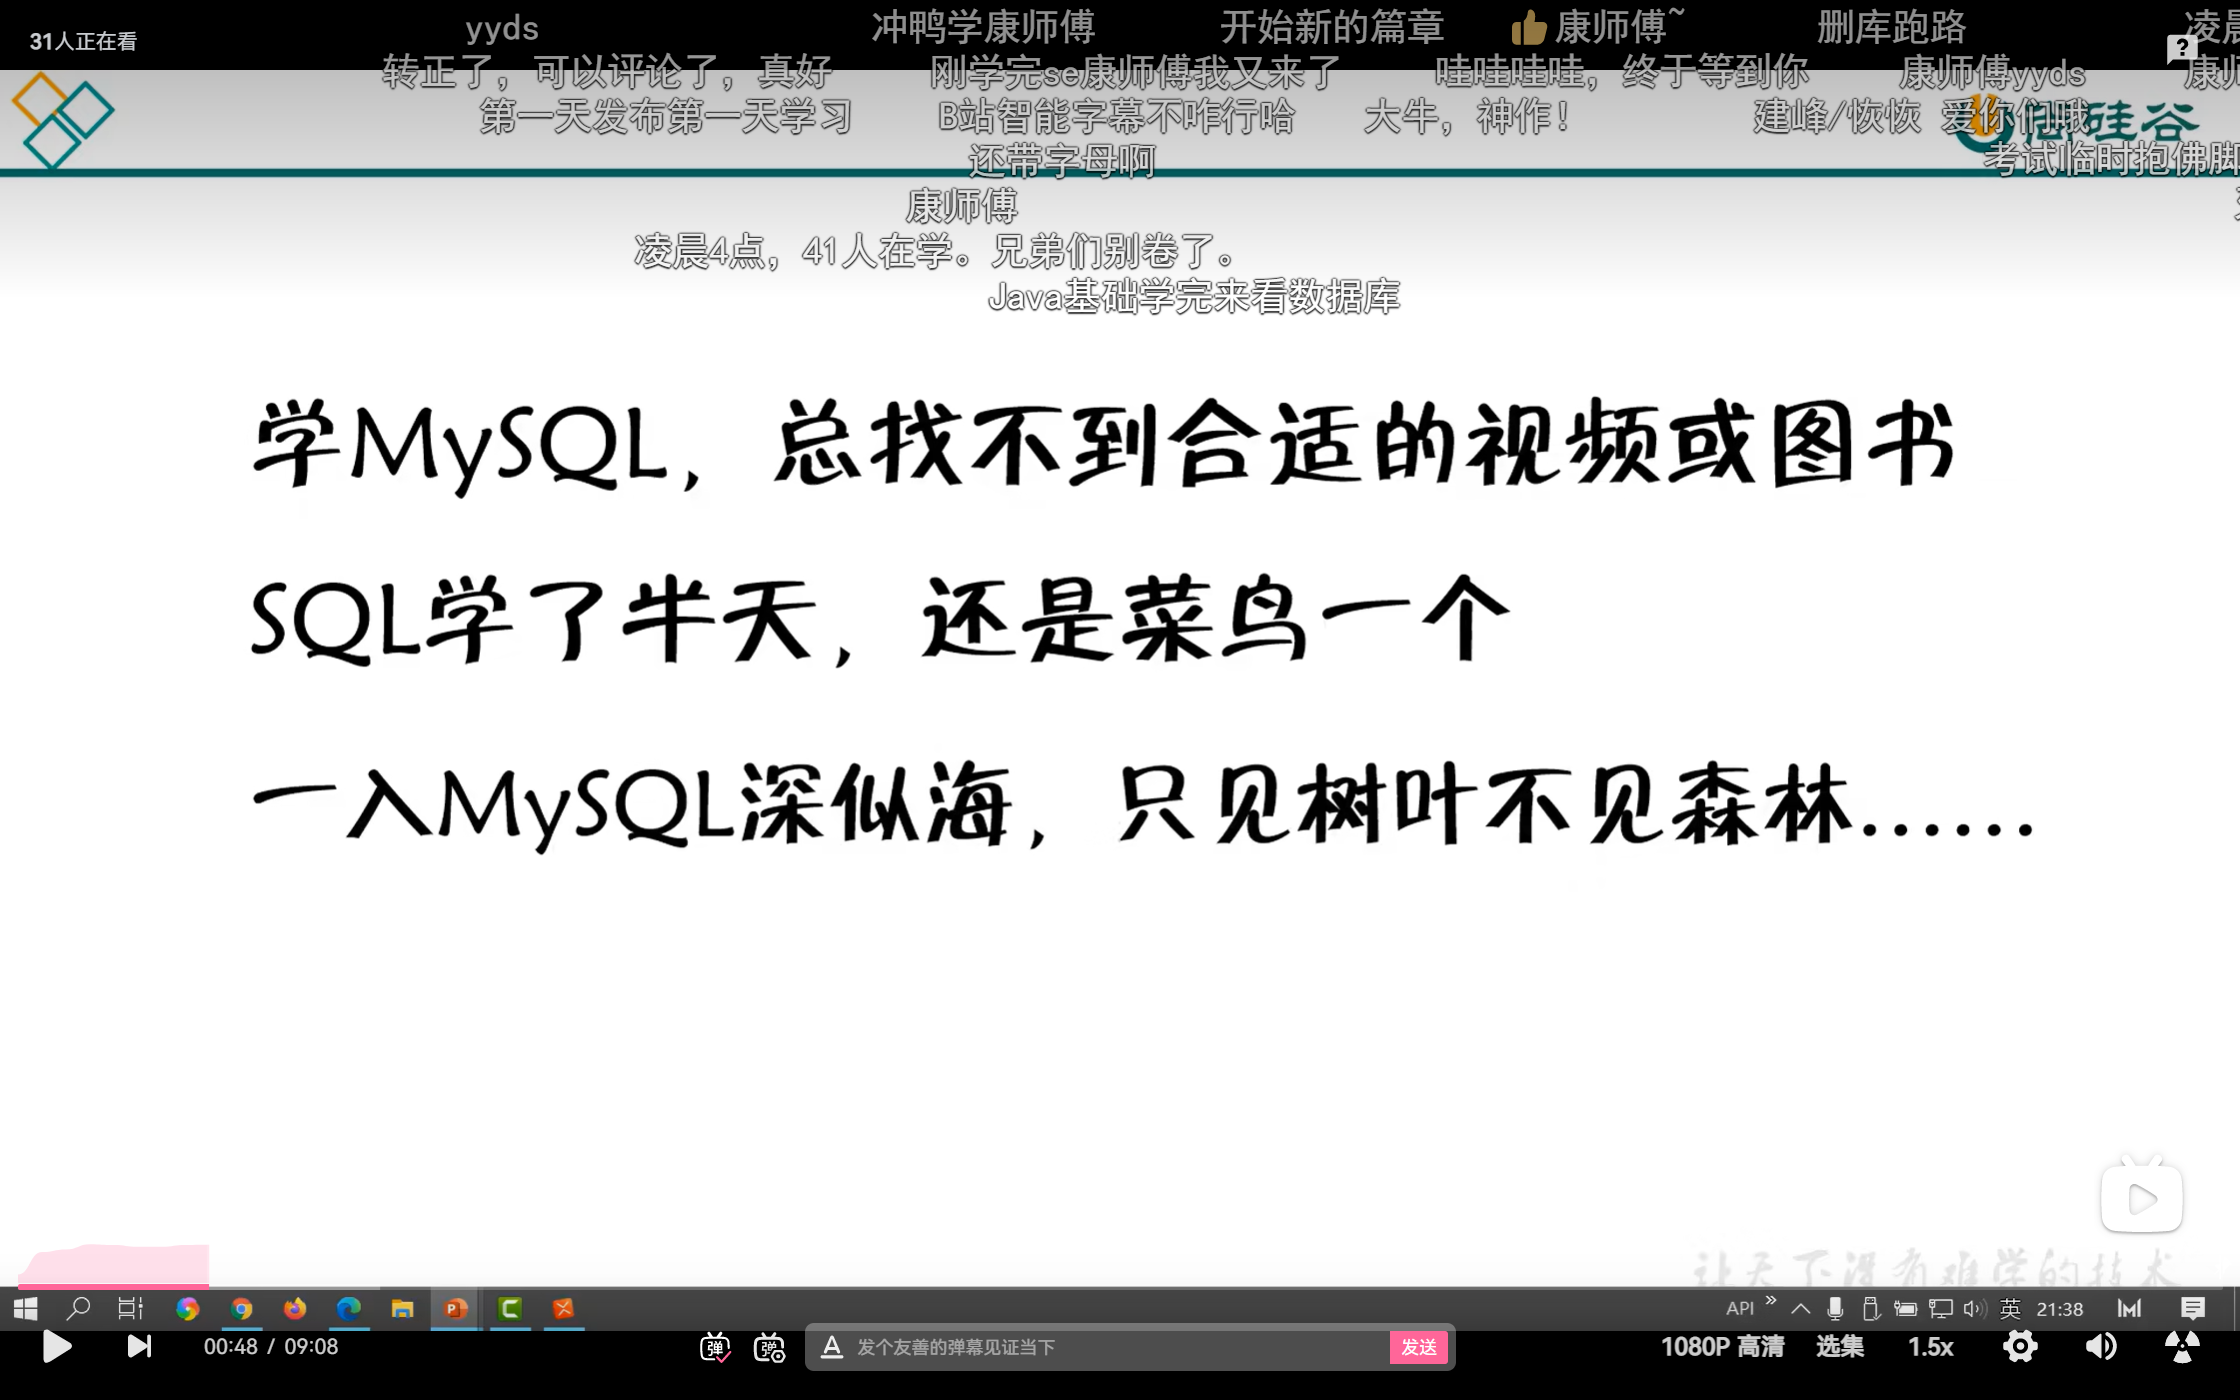 31人正在看
yyds
冲鸭学康师傅
开始新的篇章
康师傅~
删库跑路
转正了，可以评论了，真好
刚学完se康师傅我又来了
哇哇哇哇，终于等到你
康师傅yyds
第一天发布第一天学习
B站智能字幕不咋行哈
大牛，神作！
建峰/恢恢 爱你们哦
硅谷
还带字母啊
考试临时抱佛脚
康师傅
凌晨4点，41人在学。兄弟们别卷了。
Java基础学完来看数据库
学MySQL，总找不到合适的视频或图书
SQL学了半天，还是菜鸟一个
一入MySQL深似海，只见树叶不见森林......
让天下没有难学的技术
API » 英 21:38
00:48 / 09:08
弹 弹 A 发个友善的弹幕见证当下 发送
1080P 高清 选集 1.5x